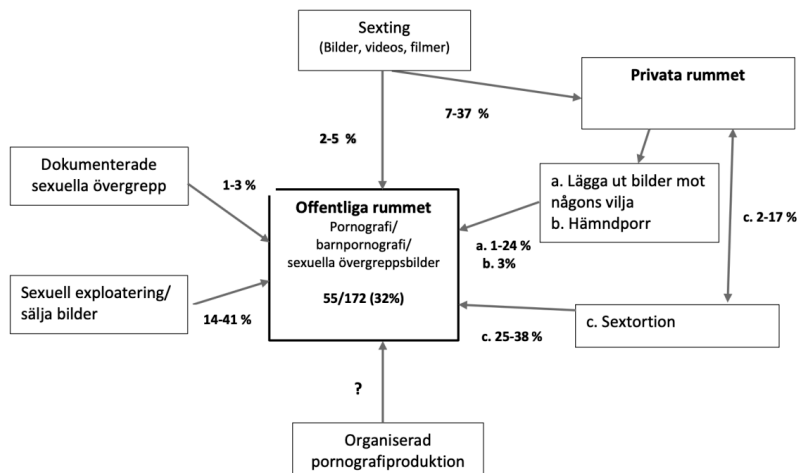 Sexting
(Bilder, videos, filmer)
Privata rummet
7-37 %
2-5 %
Dokumenterade
sexuella övergrepp
1-3 %
a. Lägga ut bilder mot
någons vilja
b. Hämndporr
c. 2-17 %
Offentliga rummet
Pornografi/
barnpornografi/
sexuella övergreppsbilder
55/172 (32%)
a. 1-24 %
b. 3%
Sexuell exploatering/
sälja bilder
14-41 %
c. Sextortion
c. 25-38 %
?
Organiserad
pornografiproduktion